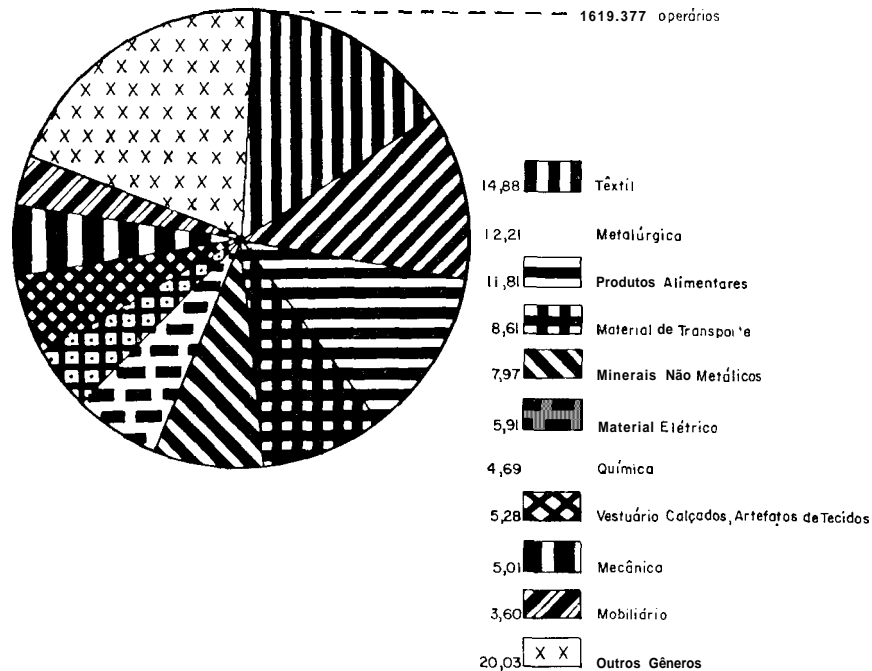 1619.377 operários
14,88 Têxtil
12,21 Metalúrgica
11,81 Produtos Alimentares
8,61 Material de Transporte
7,97 Minerais Não Metálicos
5,91 Material Elétrico
4,69 Química
5,28 Vestuário Calçados, Artefatos de Tecidos
5,01 Mecânica
3,60 Mobiliário
20,03 Outros Gêneros